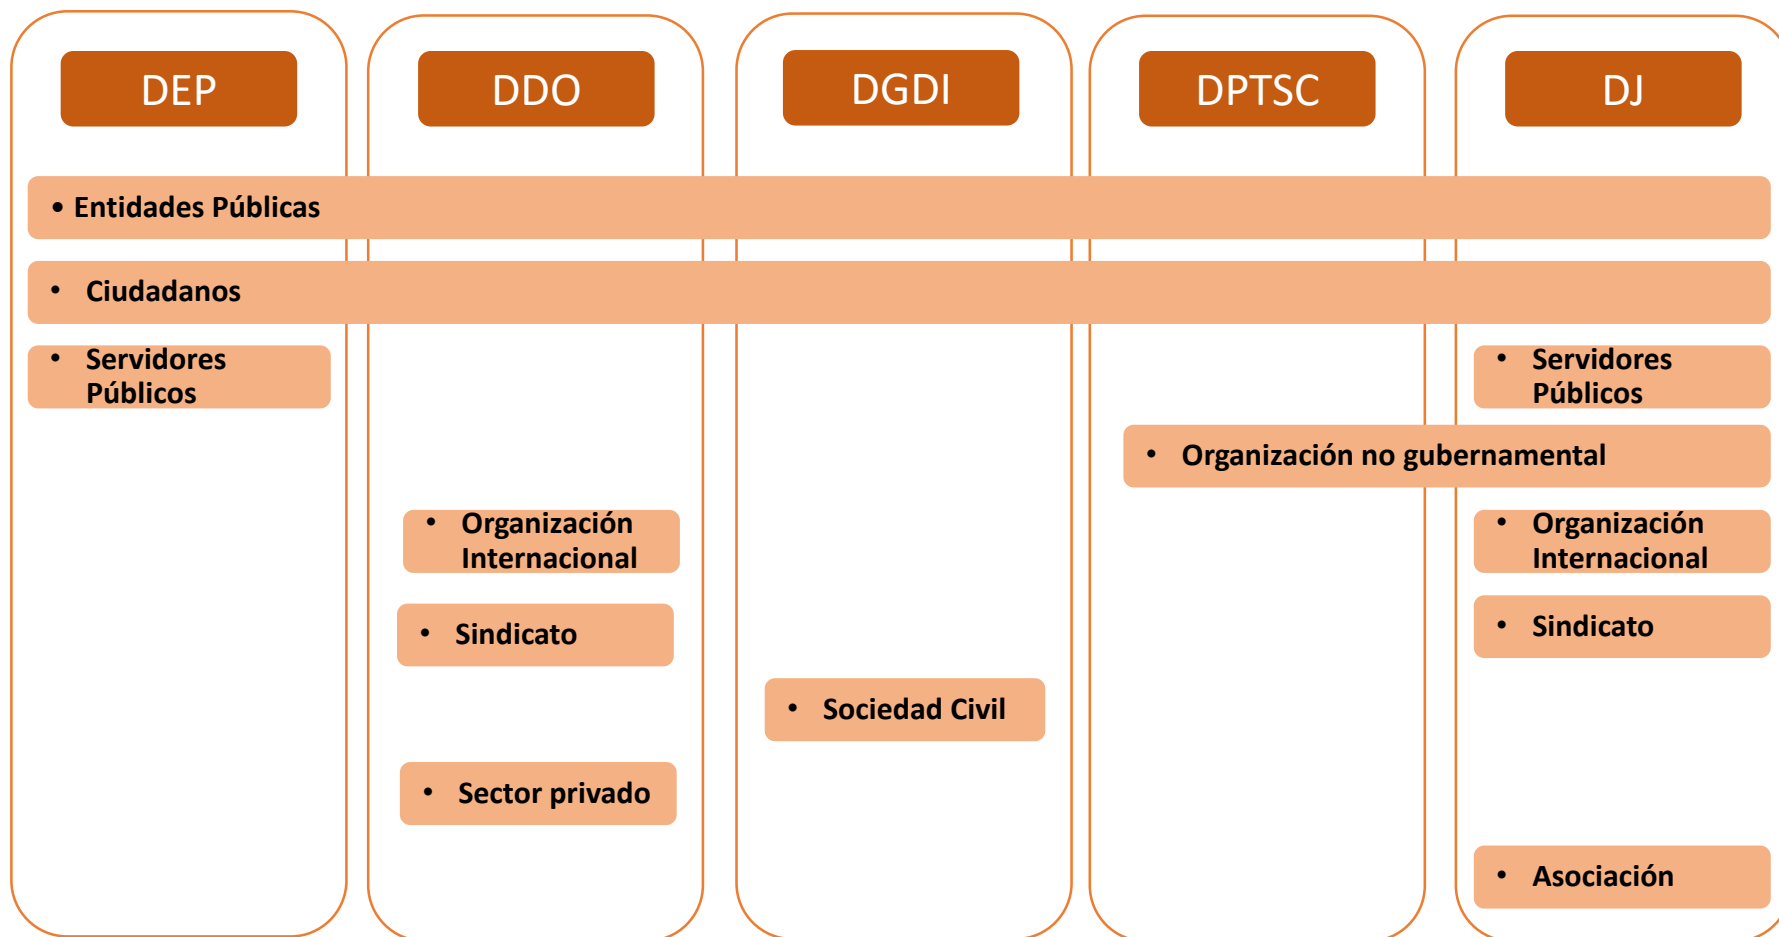 DEP
DDO
DGDI
DPTSC
DJ
• Entidades Públicas
• Ciudadanos
• Servidores
Públicos
• Servidores
Públicos
• Organización no gubernamental
• Organización
Internacional
• Organización
Internacional
• Sindicato
• Sindicato
• Sociedad Civil
• Sector privado
• Asociación